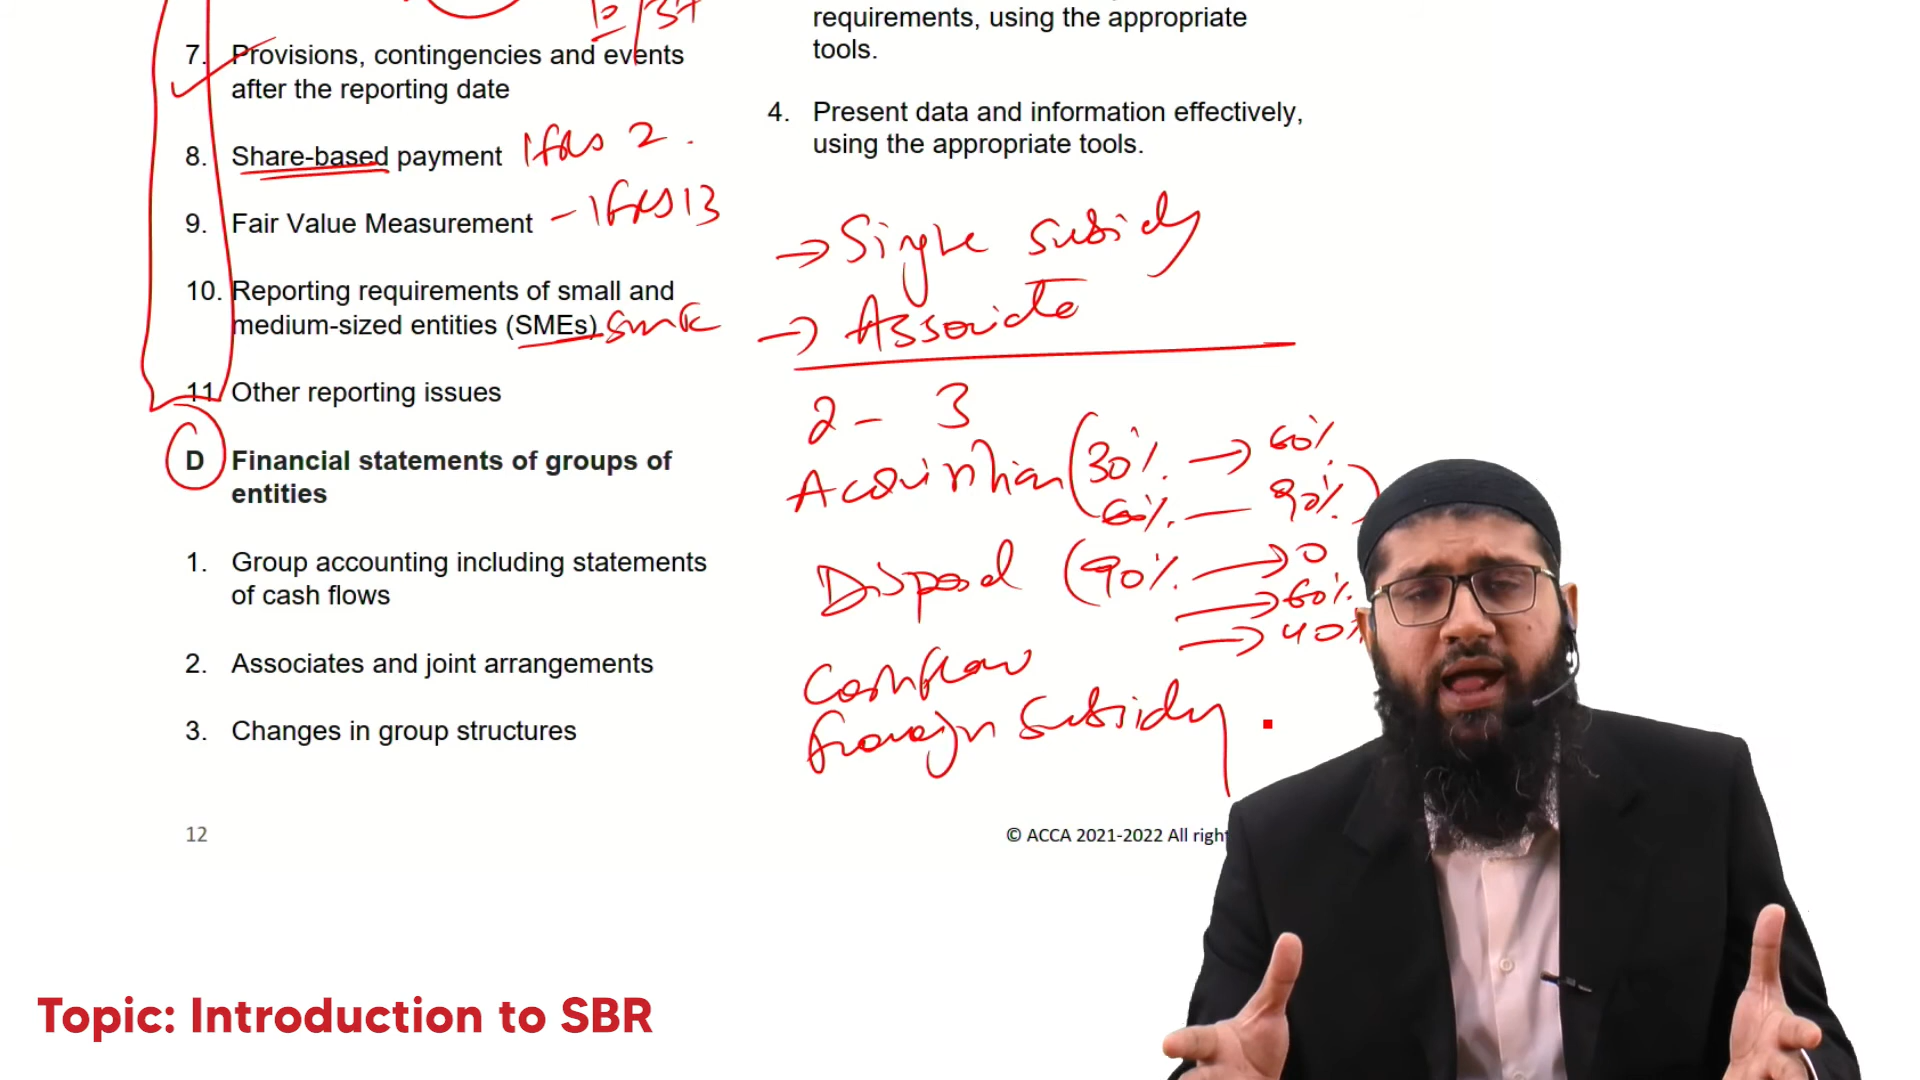 requirements, using the appropriate
tools.
7. Provisions, contingencies and events
after the reporting date
4. Present data and information effectively,
using the appropriate tools.
8. Share-based payment Ifrs 2.
9. Fair Value Measurement - IFRS 13
→ Single subsidy
10. Reporting requirements of small and
medium-sized entities (SMEs) SME
→ Associate
11. Other reporting issues
2 - 3
D Financial statements of groups of
entities
Acquisition (30% → 60%
60% — 90%)
Disposal (90% → 0
→ 60%
→ 40%
1. Group accounting including statements
of cash flows
2. Associates and joint arrangements
Cashflow
3. Changes in group structures
foreign subsidy
12
© ACCA 2021-2022 All righ
Topic: Introduction to SBR